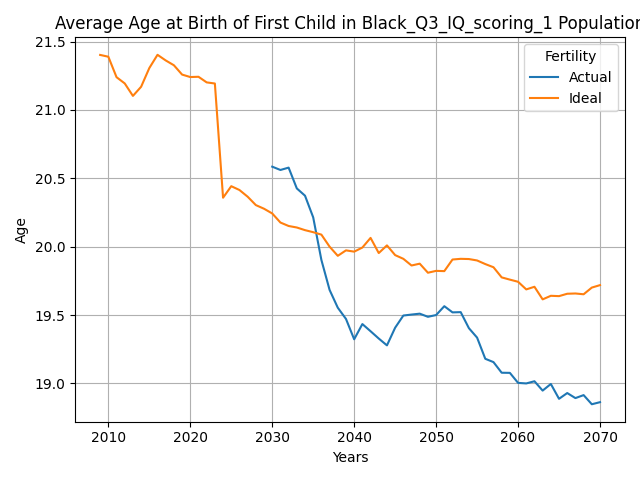 Average Age at Birth of First Child in Black_Q3_IQ_scoring_1 Population
Fertility
Actual
Ideal
21.5
21.0
20.5
20.0
19.5
19.0
Age
2010 2020 2030 2040 2050 2060 2070
Years